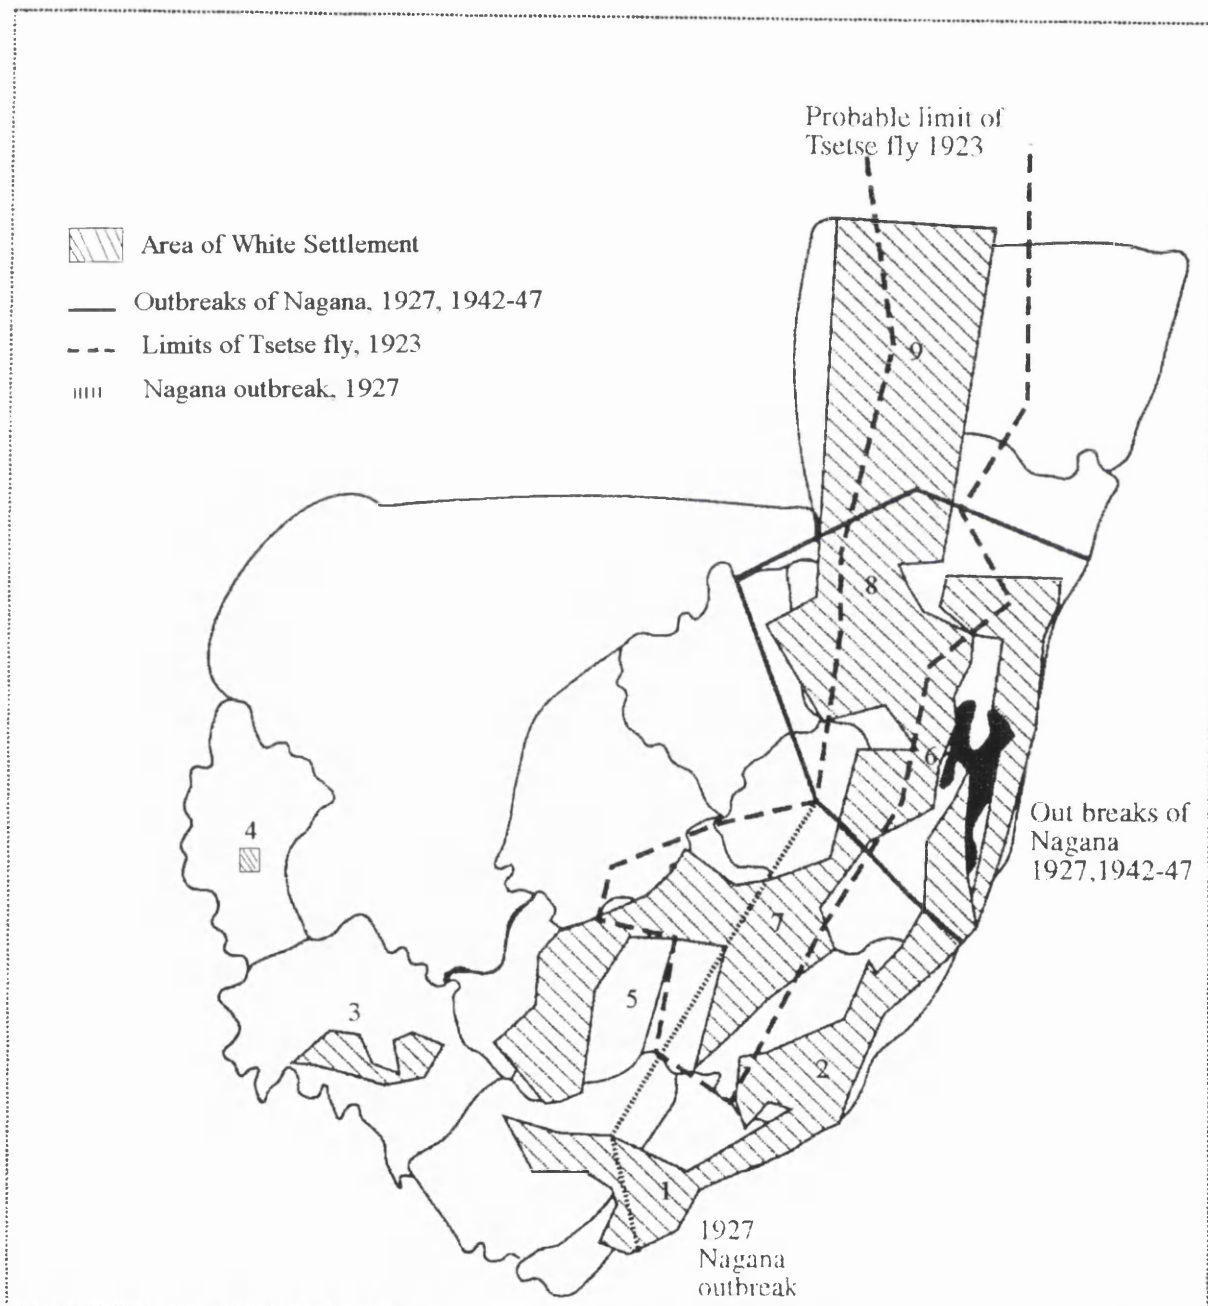 Probable limit of
Tsetse fly 1923
Area of White Settlement
Outbreaks of Nagana, 1927, 1942-47
Limits of Tsetse fly, 1923
Nagana outbreak, 1927
9
8
6
Out breaks of
Nagana
1927,1942-47
4
7
5
3
2
1
1927
Nagana
outbreak